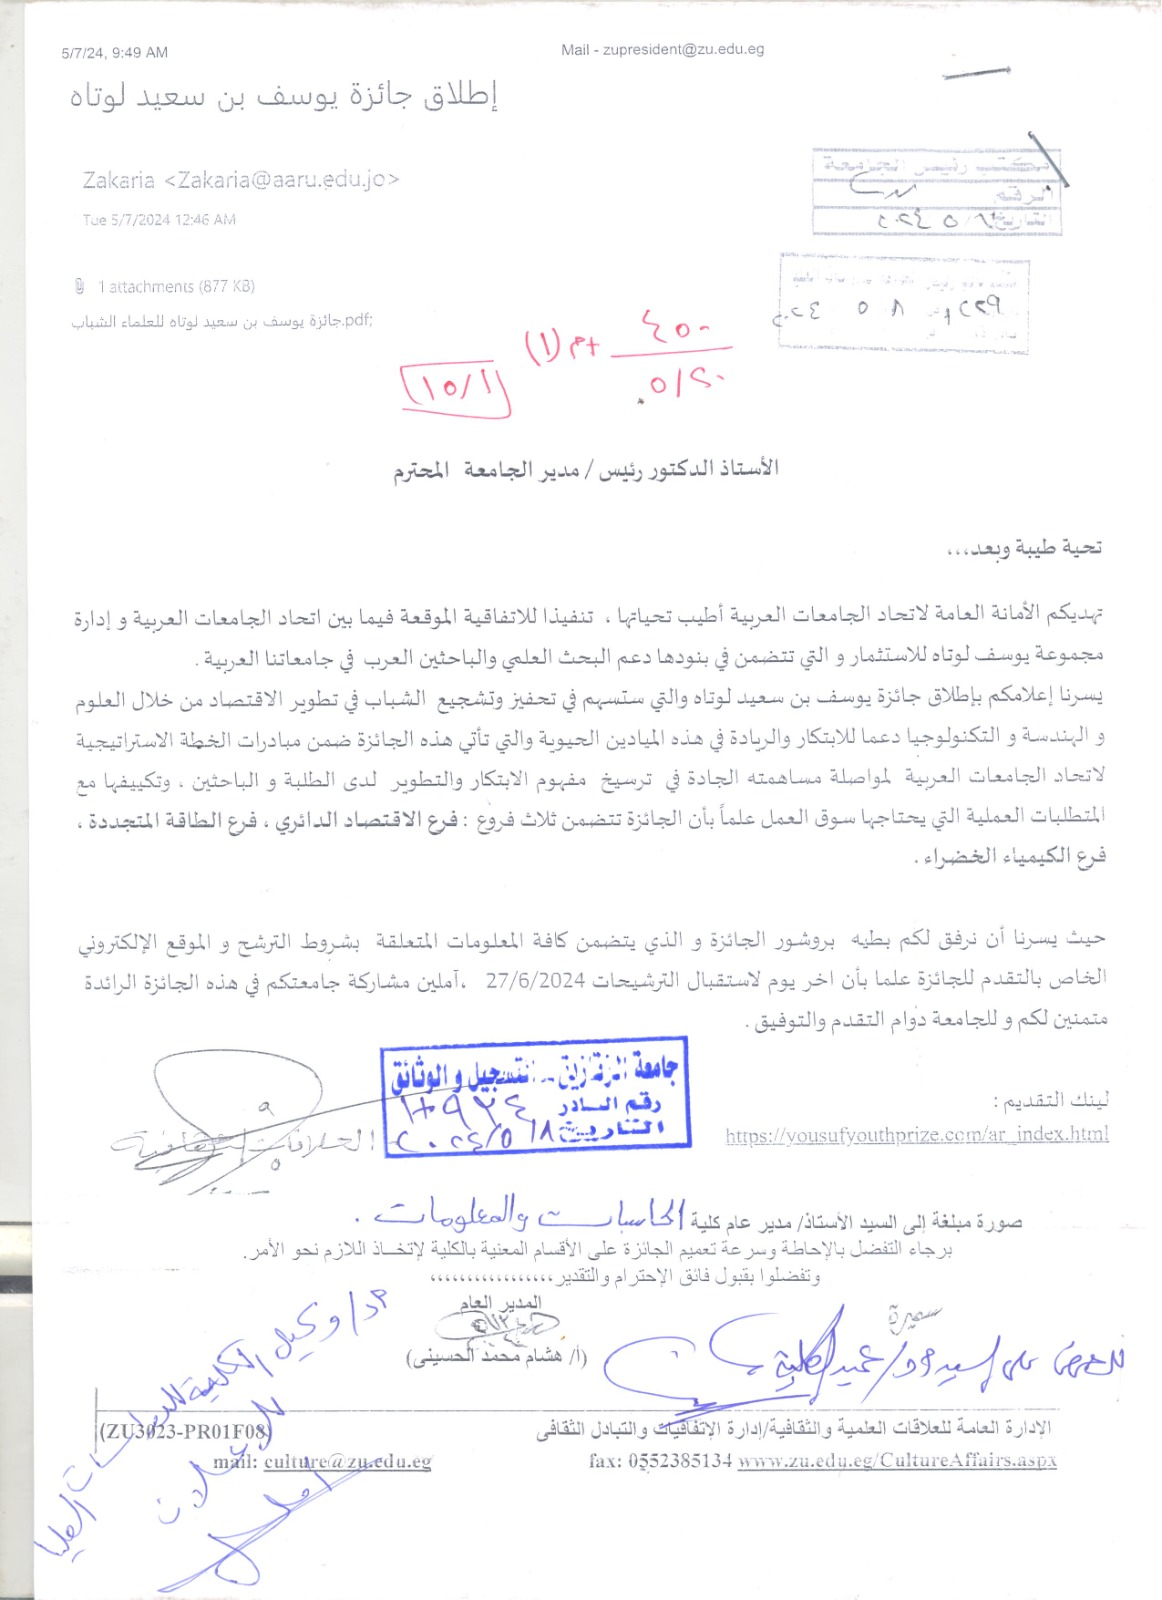 5/7/24, 9:49 AM
Mail - zupresident@zu.edu.eg
إطلاق جائزة يوسف بن سعيد لوتاه
Zakaria <Zakaria@aaru.edu.jo>
Tue 5/7/2024 12:46 AM
مكتب رئيس الجامعة
الرقم
التاريخ
1 attachments (877 KB)
جائزة يوسف بن سعيد لوتاه للعلماء الشباب.pdf;
٤٥٠
٥/٢٠
(١)
١٥/١
الأستاذ الدكتور رئيس / مدير الجامعة المحترم
تحية طيبة وبعد،،،
تهديكم الأمانة العامة لاتحاد الجامعات العربية أطيب تحياتها ، تنفيذا للاتفاقية الموقعة فيما بين اتحاد الجامعات العربية و إدارة
مجموعة يوسف لوتاه للاستثمار و التي تتضمن في بنودها دعم البحث العلمي والباحثين العرب في جامعاتنا العربية .
يسرنا إعلامكم بإطلاق جائزة يوسف بن سعيد لوتاه والتي ستسهم في تحفيز وتشجيع الشباب في تطوير الاقتصاد من خلال العلوم
و الهندسة و التكنولوجيا دعما للابتكار والريادة في هذه الميادين الحيوية والتي تأتي هذه الجائزة ضمن مبادرات الخطة الاستراتيجية
لاتحاد الجامعات العربية لمواصلة مساهمته الجادة في ترسيخ مفهوم الابتكار والتطوير لدى الطلبة و الباحثين ، وتكييفها مع
المتطلبات العملية التي يحتاجها سوق العمل علماً بأن الجائزة تتضمن ثلاث فروع : فرع الاقتصاد الدائري ، فرع الطاقة المتجددة ،
فرع الكيمياء الخضراء .
حيث يسرنا أن نرفق لكم بطيه بروشور الجائزة و الذي يتضمن كافة المعلومات المتعلقة بشروط الترشح و الموقع الإلكتروني
الخاص بالتقدم للجائزة علما بأن اخر يوم لاستقبال الترشيحات 27/6/2024 ،آملين مشاركة جامعتكم في هذه الجائزة الرائدة
متمنين لكم و للجامعة دوام التقدم والتوفيق .
جامعة الزقازيق - التسجيل و الوثائق
رقم الصادر ١٠٩٢٤
التاريخ ٢٠٢٤/٥/٨
العلاقات الثقافية
لينك التقديم :
https://yousufyouthprize.com/ar_index.html
صورة مبلغة إلى السيد الأستاذ/ مدير عام كلية الحاسبات والمعلومات .
برجاء التفضل بالإحاطة وسرعة تعميم الجائزة على الأقسام المعنية بالكلية لإتخاذ اللازم نحو الأمر.
وتفضلوا بقبول فائق الإحترام والتقدير،،،،،،،،،،،،،،،،،
المدير العام
(أ/ هشام محمد الحسينى)
سميرة
للعرض على السيد أ.د/ عميد الكلية
أ.د/ وكيل الكلية للدراسات العليا
للإعلان
الإدارة العامة للعلاقات العلمية والثقافية/إدارة الإتفاقيات والتبادل الثقافى
(ZU3023-PR01F08)
fax: 0552385134 www.zu.edu.eg/CultureAffairs.aspx
mail: culture@zu.edu.eg